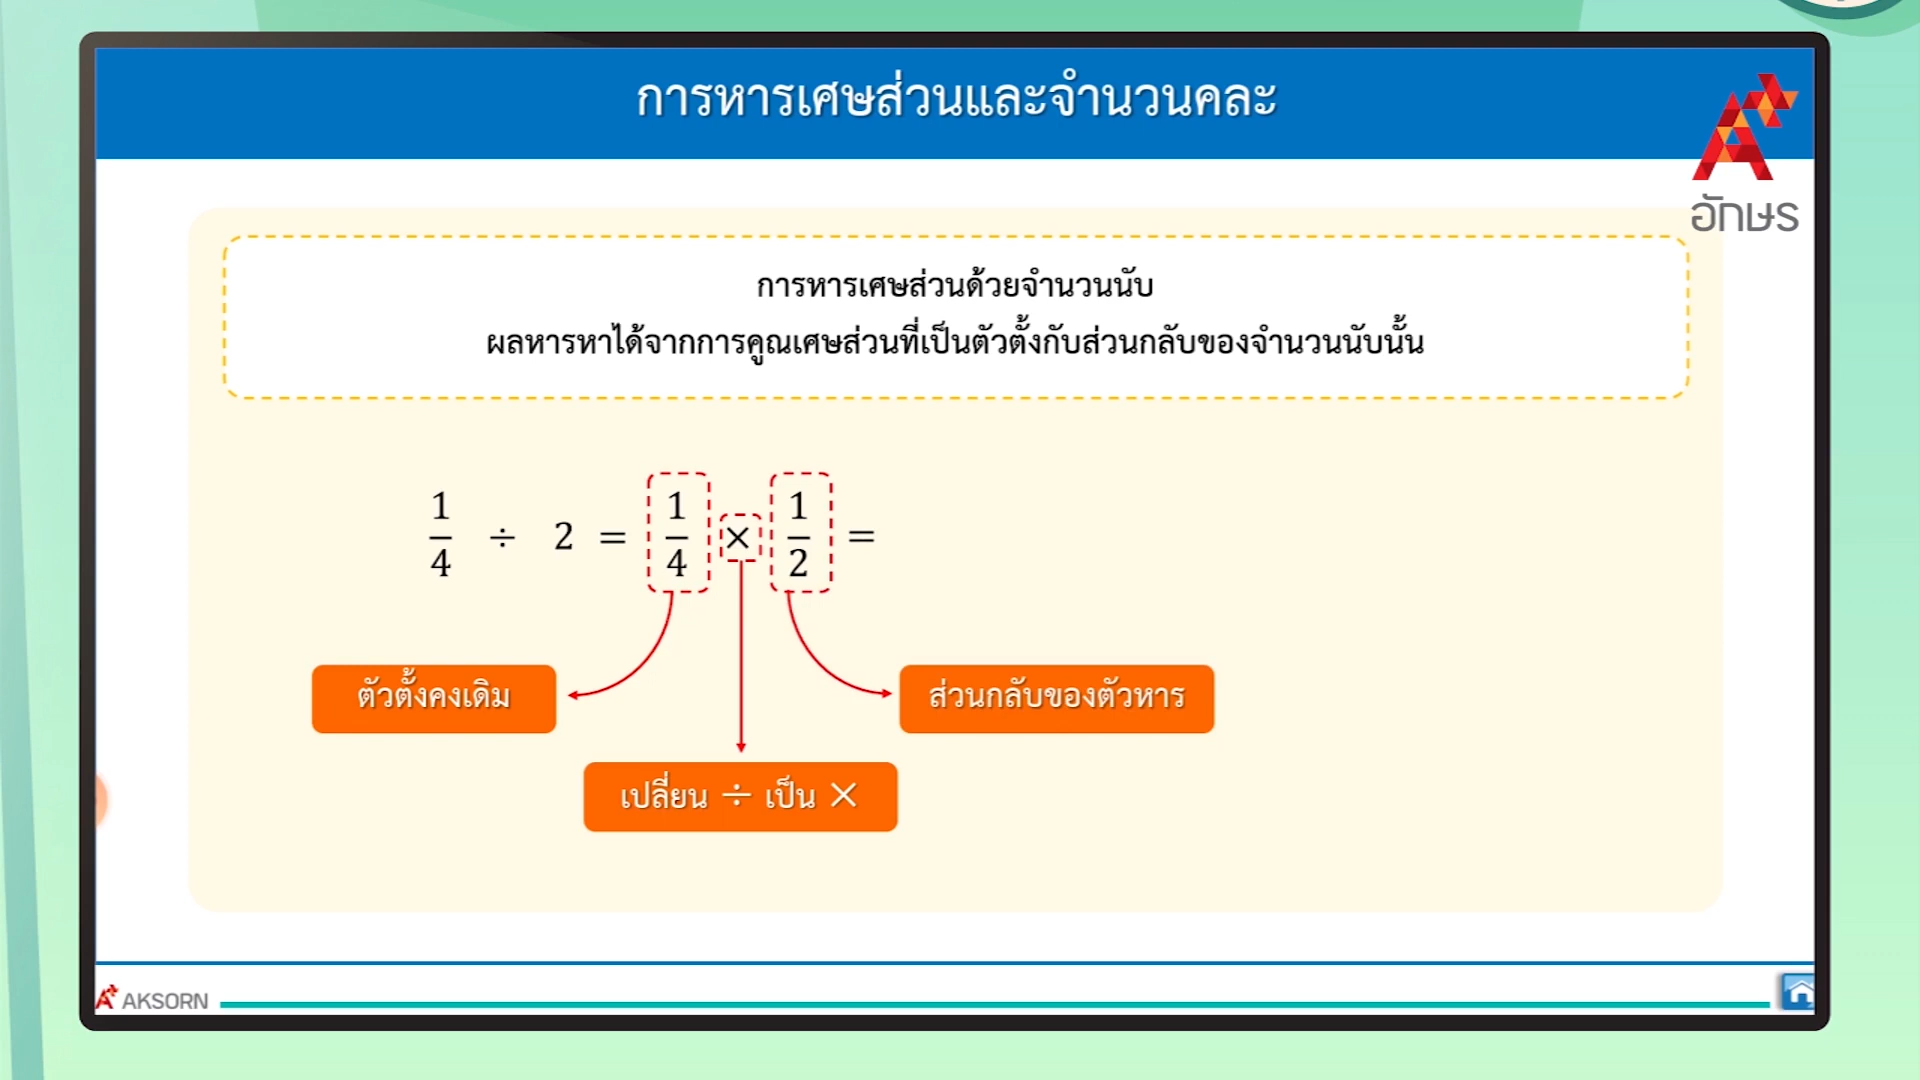 การหารเศษส่วนและจำนวนคละ
อักษร
การหารเศษส่วนด้วยจำนวนนับ
ผลหารหาได้จากการคูณเศษส่วนที่เป็นตัวตั้งกับส่วนกลับของจำนวนนับนั้น
1/4 ÷ 2 = 1/4 × 1/2 =
ตัวตั้งคงเดิม
ส่วนกลับของตัวหาร
เปลี่ยน ÷ เป็น ×
AKSORN